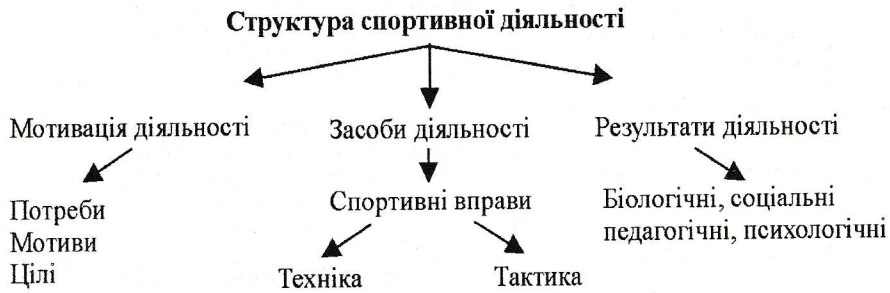 Структура спортивної діяльності
Мотивація діяльності
Засоби діяльності
Результати діяльності
Потреби
Мотиви
Цілі
Спортивні вправи
Техніка
Тактика
Біологічні, соціальні
педагогічні, психологічні